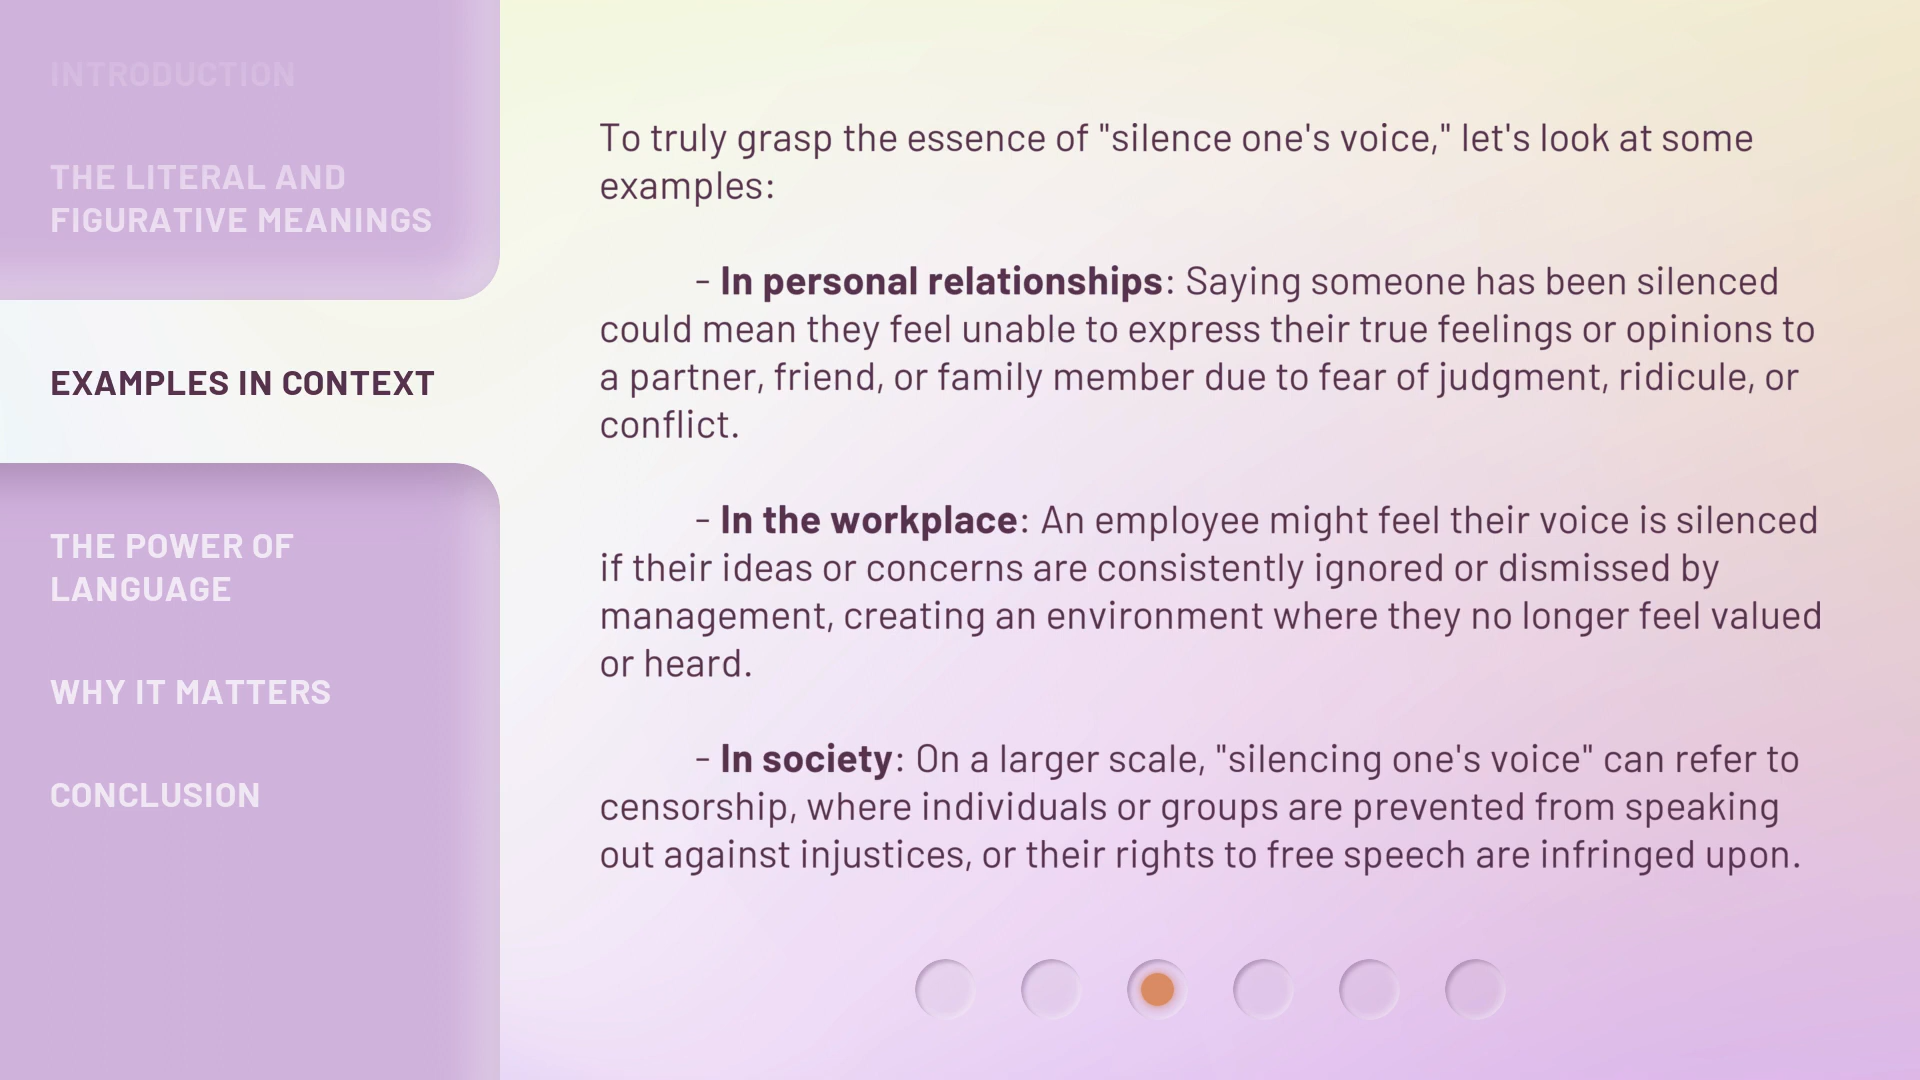 INTRODUCTION
THE LITERAL AND
FIGURATIVE MEANINGS
EXAMPLES IN CONTEXT
THE POWER OF
LANGUAGE
WHY IT MATTERS
CONCLUSION
To truly grasp the essence of "silence one's voice," let's look at some
examples:
- In personal relationships: Saying someone has been silenced
could mean they feel unable to express their true feelings or opinions to
a partner, friend, or family member due to fear of judgment, ridicule, or
conflict.
- In the workplace: An employee might feel their voice is silenced
if their ideas or concerns are consistently ignored or dismissed by
management, creating an environment where they no longer feel valued
or heard.
- In society: On a larger scale, "silencing one's voice" can refer to
censorship, where individuals or groups are prevented from speaking
out against injustices, or their rights to free speech are infringed upon.